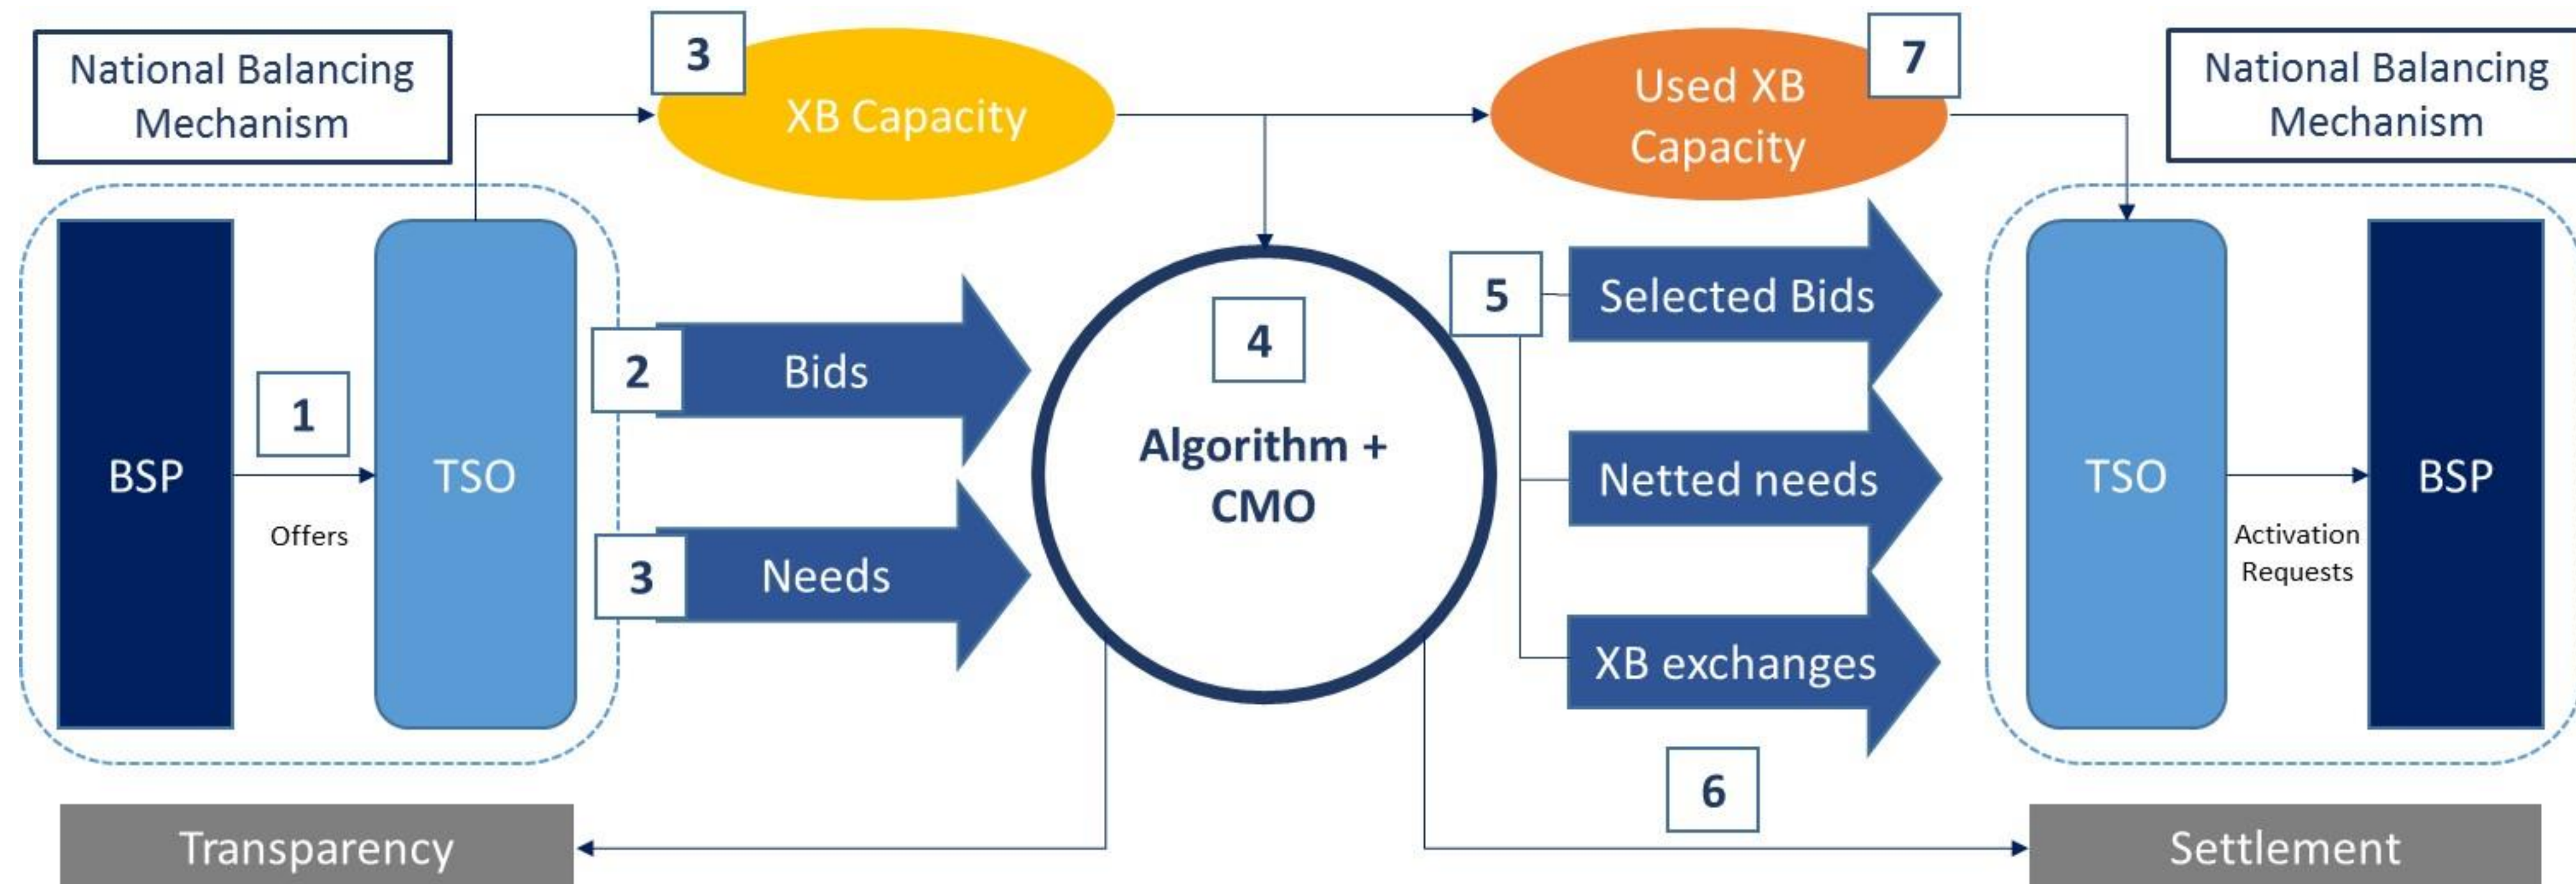 National Balancing
Mechanism
3
XB Capacity
Used XB
Capacity
7
National Balancing
Mechanism
BSP
1
Offers
TSO
2
Bids
3
Needs
4
Algorithm +
CMO
5
Selected Bids
Netted needs
XB exchanges
6
TSO
Activation
Requests
BSP
Transparency
Settlement